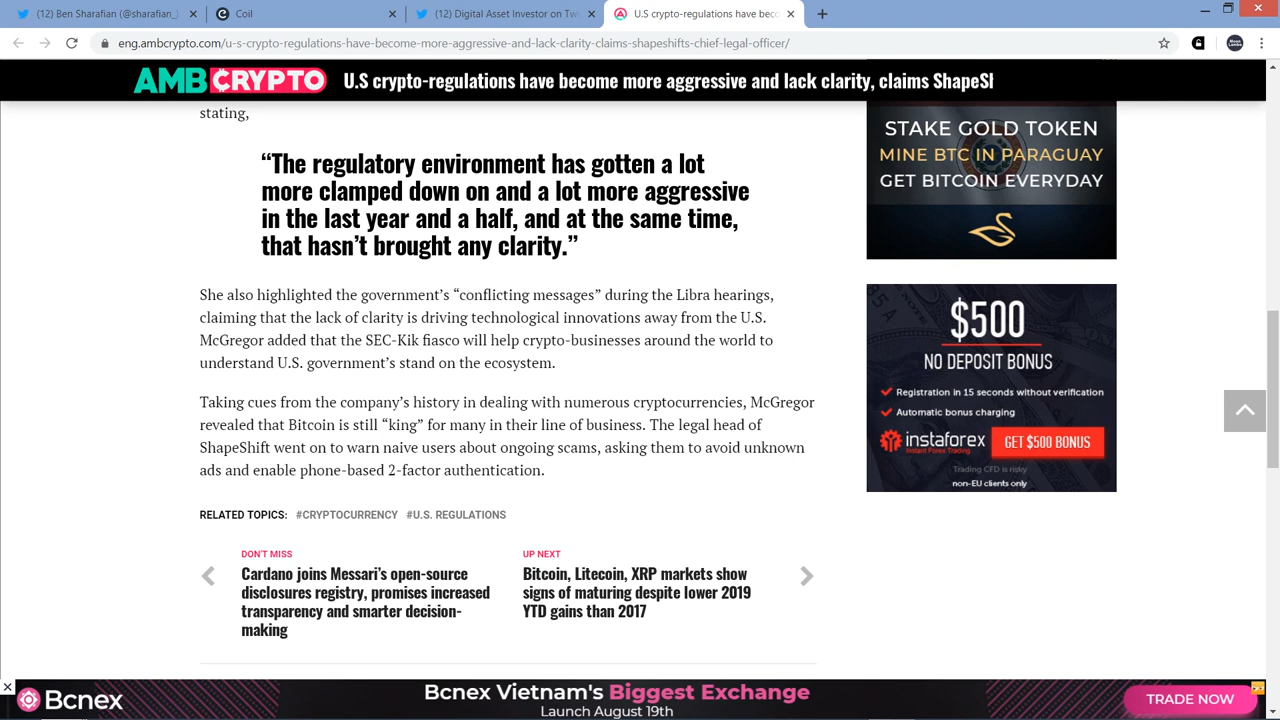 (12) Ben Sharafian (@sharafian_
Coil
(12) Digital Asset Investor on Tw
U.S crypto-regulations have beco
eng.ambcrypto.com/u-s-crypto-regulations-have-become-more-aggressive-and-lack-clarity-claims-shapeshifts-chief-legal-officer/
AMBCRYPTO
U.S crypto-regulations have become more aggressive and lack clarity, claims ShapeSl
stating,
“The regulatory environment has gotten a lot
more clamped down on and a lot more aggressive
in the last year and a half, and at the same time,
that hasn’t brought any clarity.”
She also highlighted the government’s “conflicting messages” during the Libra hearings,
claiming that the lack of clarity is driving technological innovations away from the U.S.
McGregor added that the SEC-Kik fiasco will help crypto-businesses around the world to
understand U.S. government’s stand on the ecosystem.
Taking cues from the company’s history in dealing with numerous cryptocurrencies, McGregor
revealed that Bitcoin is still “king” for many in their line of business. The legal head of
ShapeShift went on to warn naive users about ongoing scams, asking them to avoid unknown
ads and enable phone-based 2-factor authentication.
RELATED TOPICS: #CRYPTOCURRENCY #U.S. REGULATIONS
DON'T MISS
Cardano joins Messari’s open-source
disclosures registry, promises increased
transparency and smarter decision-
making
UP NEXT
Bitcoin, Litecoin, XRP markets show
signs of maturing despite lower 2019
YTD gains than 2017
STAKE GOLD TOKEN
MINE BTC IN PARAGUAY
GET BITCOIN EVERYDAY
$500
NO DEPOSIT BONUS
Registration in 15 seconds without verification
Automatic bonus charging
instaforex
Instant Forex Trading
GET $500 BONUS
Trading CFD is risky
non-EU clients only
Bcnex
Bcnex Vietnam's Biggest Exchange
Launch August 19th
TRADE NOW